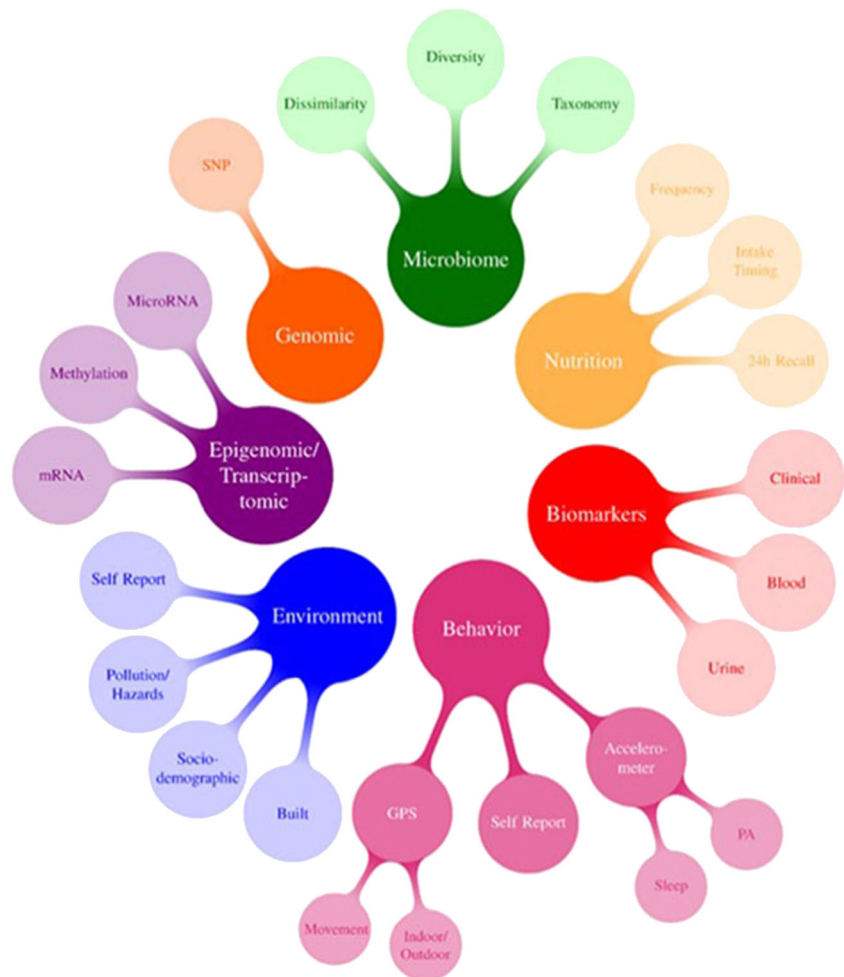 Diversity
Dissimilarity
Taxonomy
SNP
Frequency
Microbiome
Intake
Timing
MicroRNA
Genomic
Nutrition
24h Recall
Methylation
Epigenomic/
Transcrip-
tomic
mRNA
Clinical
Biomarkers
Self Report
Blood
Environment
Behavior
Pollution/
Hazards
Urine
Socio-
demographic
Accelero-
meter
Built
GPS
Self Report
PA
Sleep
Movement
Indoor/
Outdoor